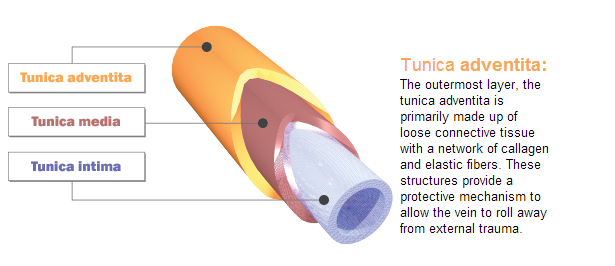 Tunica adventita
Tunica media
Tunica intima
Tunica adventita:
The outermost layer, the
tunica adventita is
primarily made up of
loose connective tissue
with a network of callagen
and elastic fibers. These
structures provide a
protective mechanism to
allow the vein to roll away
from external trauma.